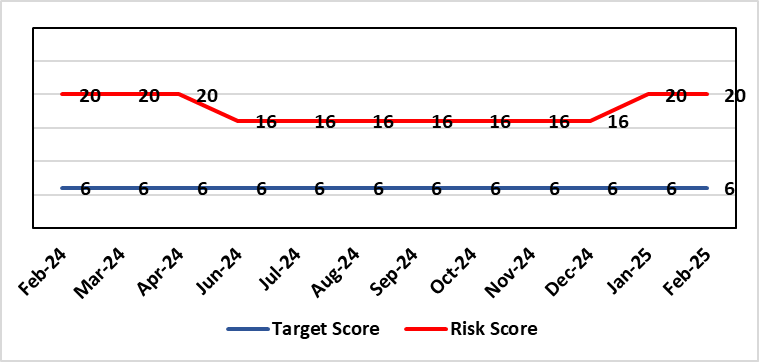 20 20 20 20 20
16 16 16 16 16 16 16
6 6 6 6 6 6 6 6 6 6 6 6
Feb-24 Mar-24 Apr-24 Jun-24 Jul-24 Aug-24 Sep-24 Oct-24 Nov-24 Dec-24 Jan-25 Feb-25
Target Score Risk Score